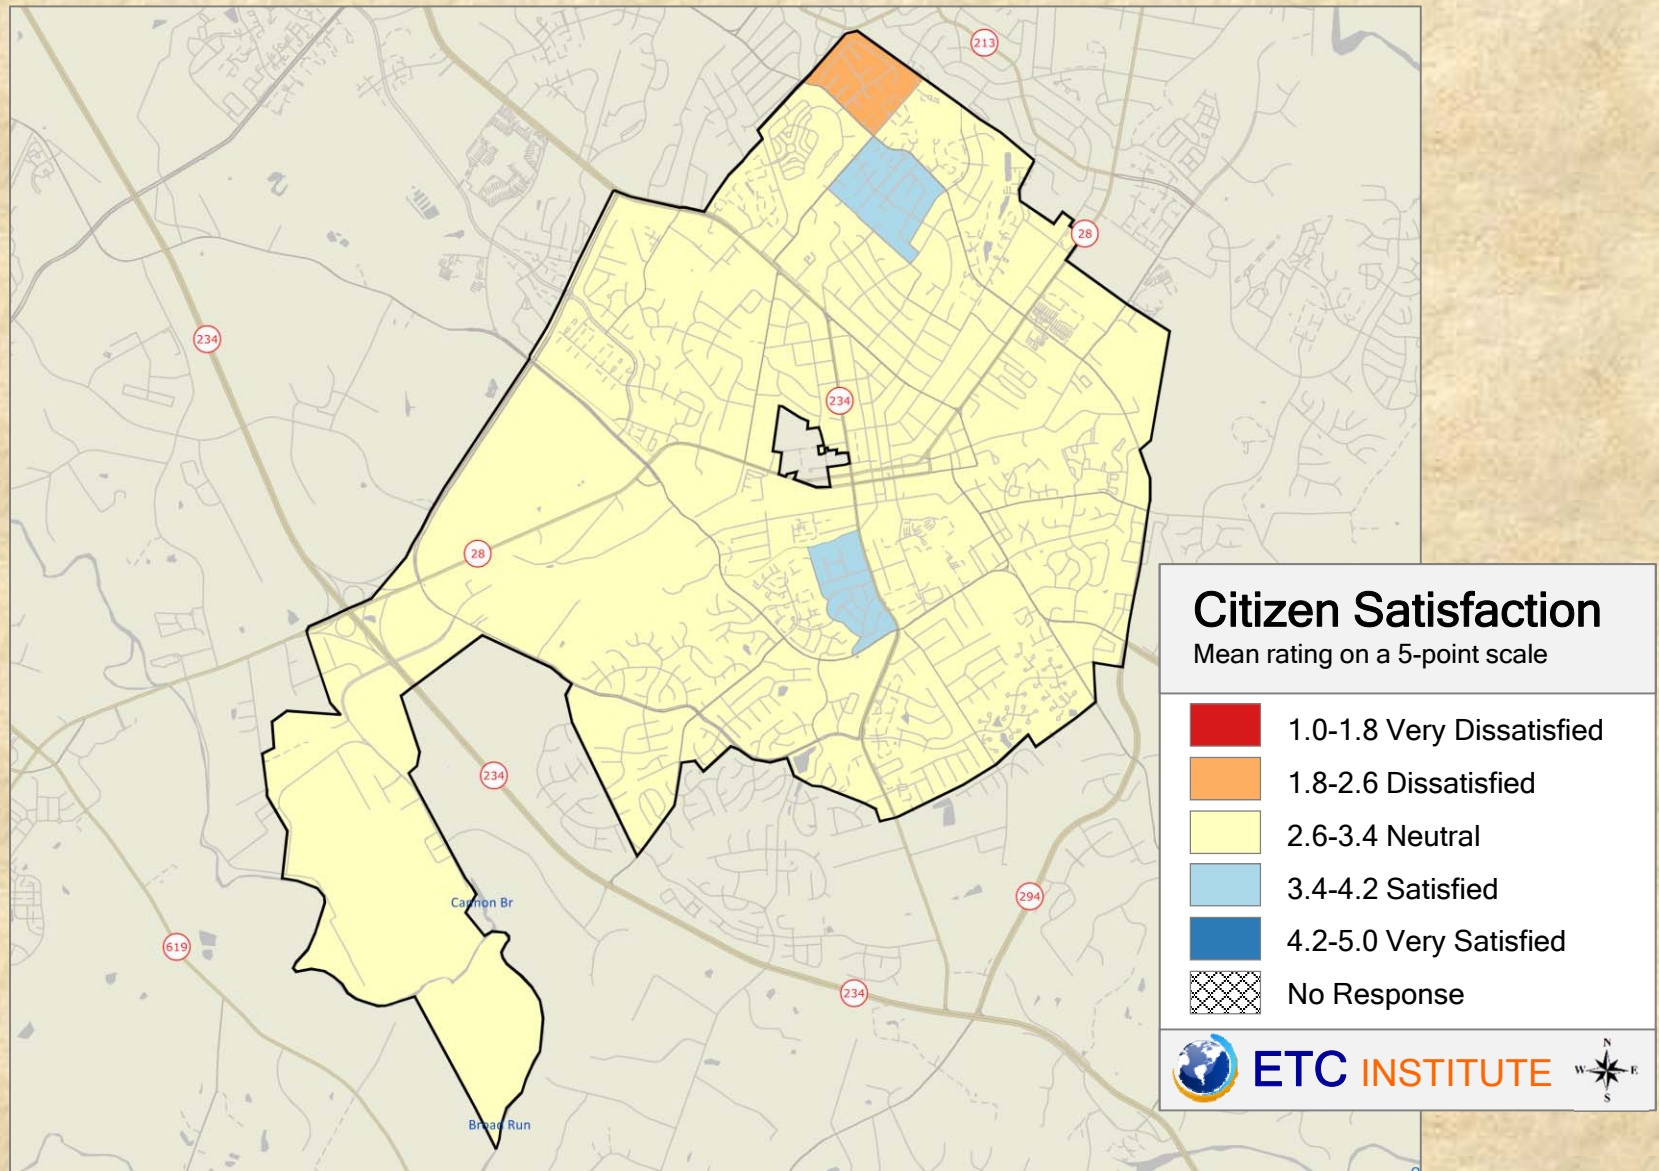 213
28
234
234
28
234
Cannon Br
294
619
234
Broad Run
Citizen Satisfaction
Mean rating on a 5-point scale
1.0-1.8 Very Dissatisfied
1.8-2.6 Dissatisfied
2.6-3.4 Neutral
3.4-4.2 Satisfied
4.2-5.0 Very Satisfied
No Response
ETC INSTITUTE
N
W E
S